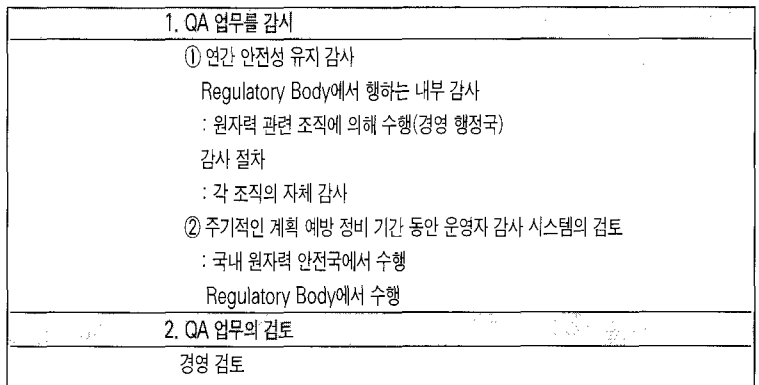 1. QA 업무를 감시
① 연간 안전성 유지 감사
Regulatory Body에서 행하는 내부 감사
: 원자력 관련 조직에 의해 수행(경영 행정국)
감사 절차
: 각 조직의 자체 감사
② 주기적인 계획 예방 정비 기간 동안 운영자 감사 시스템의 검토
: 국내 원자력 안전국에서 수행
Regulatory Body에서 수행
2. QA 업무의 검토
경영 검토